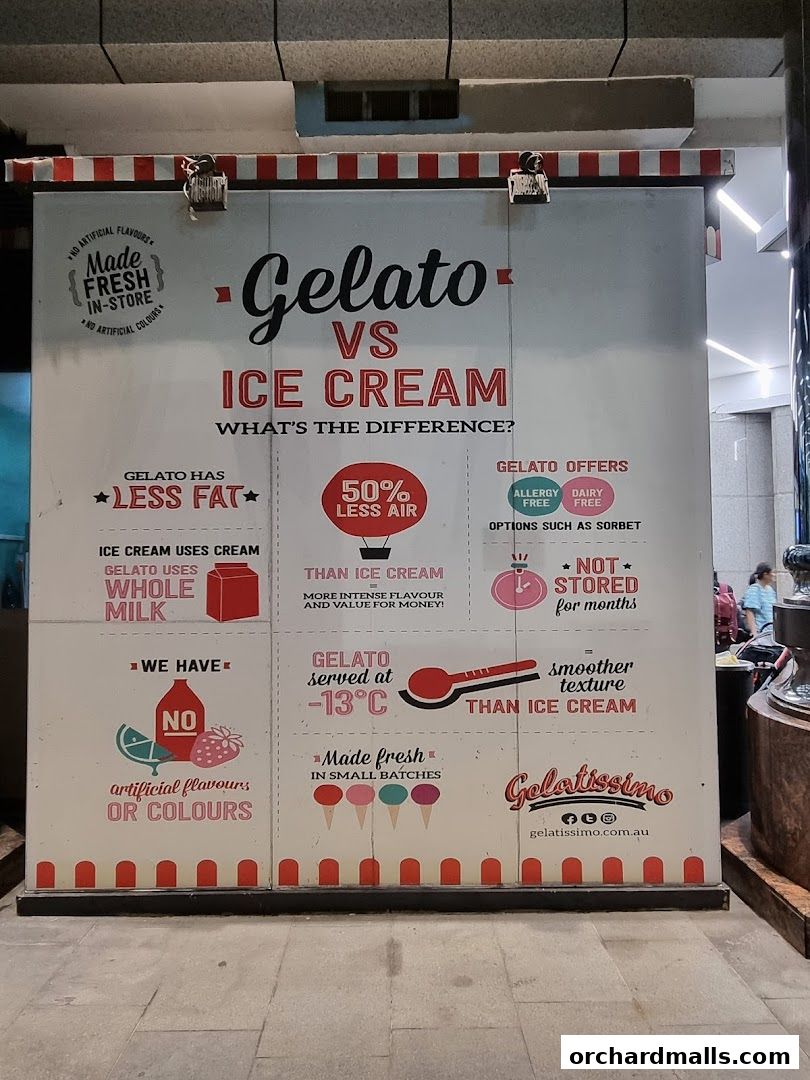 NO ARTIFICIAL FLAVOURS
Made
FRESH
IN-STORE
NO ARTIFICIAL COLOURS
Gelato
VS
ICE CREAM
WHAT'S THE DIFFERENCE?
GELATO HAS
LESS FAT
ICE CREAM USES CREAM
GELATO USES
WHOLE
MILK
50%
LESS AIR
THAN ICE CREAM
=
MORE INTENSE FLAVOUR
AND VALUE FOR MONEY!
GELATO OFFERS
ALLERGY
FREE
DAIRY
FREE
OPTIONS SUCH AS SORBET
NOT
STORED
for months
WE HAVE
NO
artificial flavours
OR COLOURS
GELATO
served at
-13°C
=
smoother
texture
THAN ICE CREAM
Made fresh
IN SMALL BATCHES
Gelatissimo
gelatissimo.com.au
orchardmalls.com